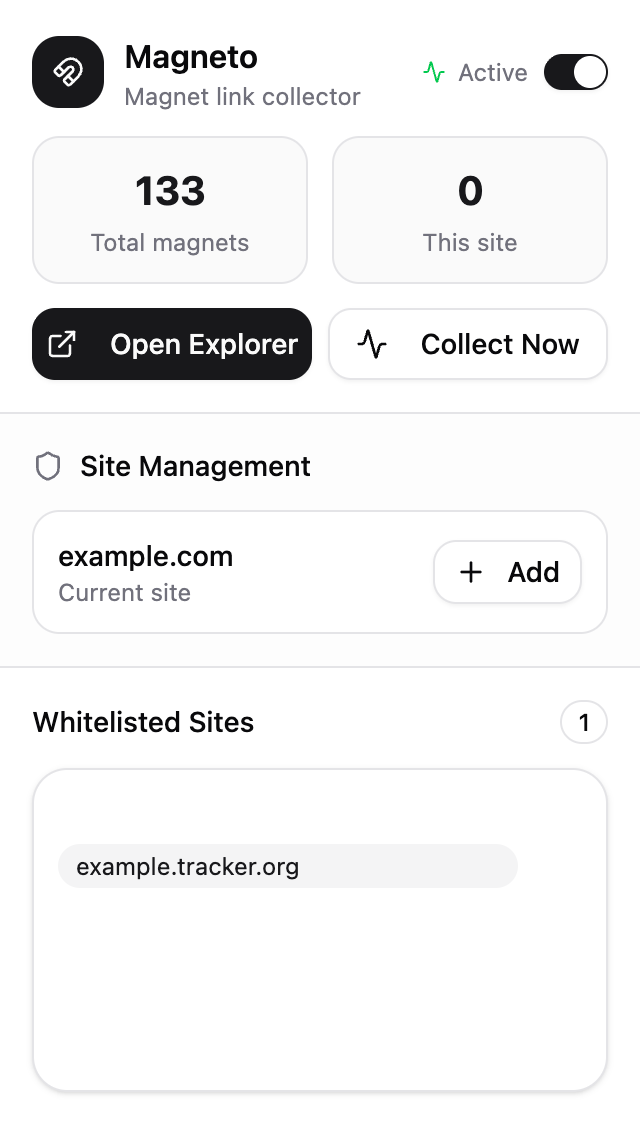 Magneto
Magnet link collector
Active
133
Total magnets
0
This site
Open Explorer
Collect Now
Site Management
example.com
Current site
Add
Whitelisted Sites
1
example.tracker.org